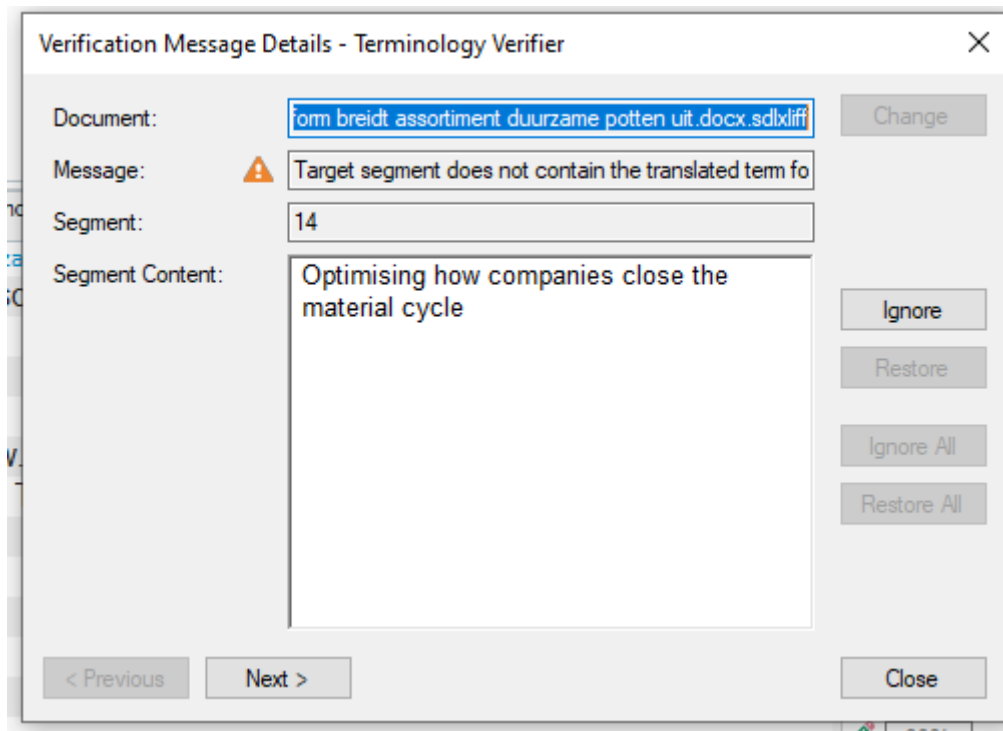 Verification Message Details - Terminology Verifier
Document:
form breidt assortiment duurzame potten uit.docx.sdlxliff
Change
Message:
Target segment does not contain the translated term fo
Segment:
14
Segment Content:
Optimising how companies close the
material cycle
Ignore
Restore
Ignore All
Restore All
< Previous
Next >
Close